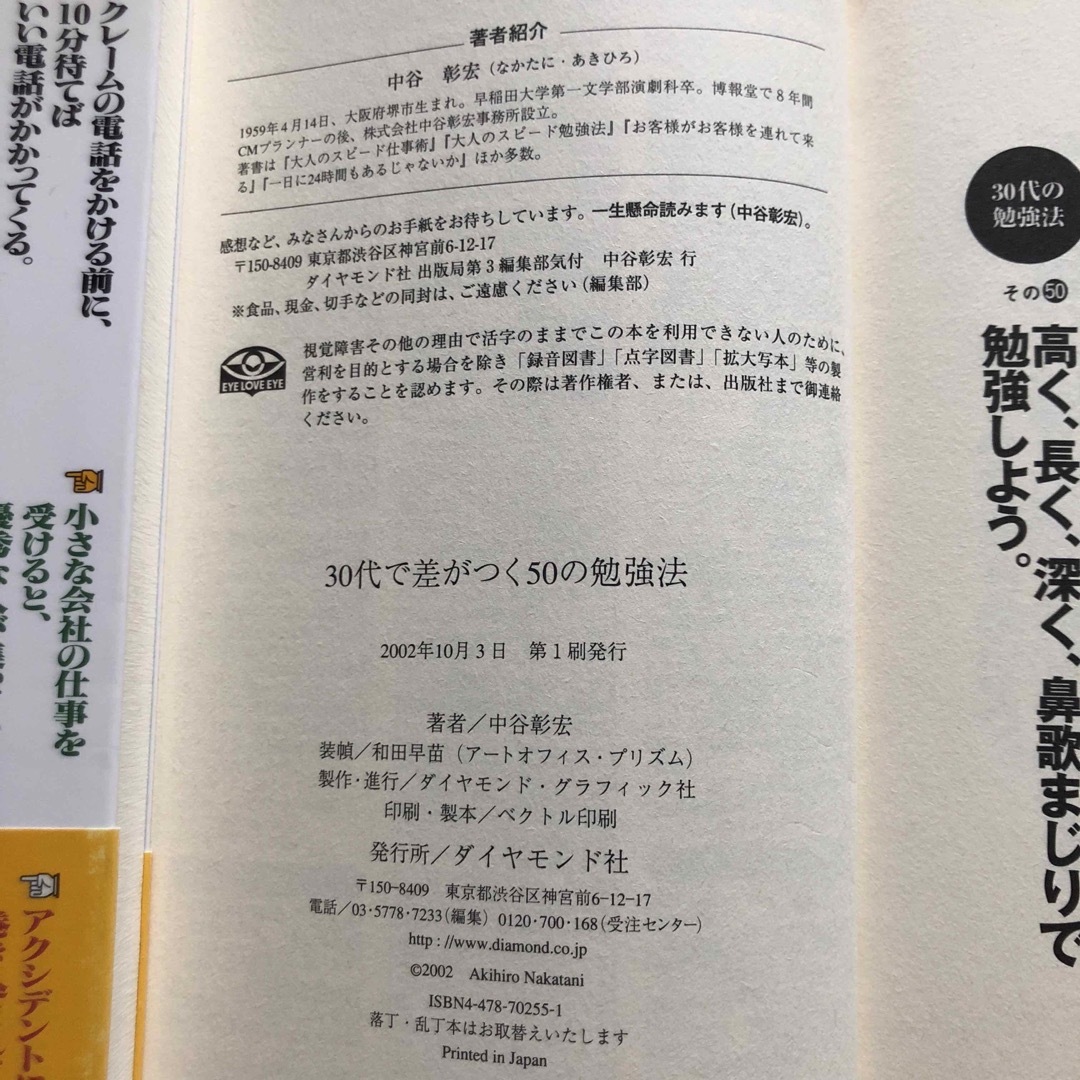 30代の
勉強法
その50
高く、長く、深く、鼻歌まじりで
勉強しよう。
著者紹介
中谷 彰宏（なかたに・あきひろ）
1959年4月14日、大阪府堺市生まれ。早稲田大学第一文学部演劇科卒。博報堂で8年間
CMプランナーの後、株式会社中谷彰宏事務所設立。
著書は『大人のスピード仕事術』『大人のスピード勉強法』『お客様がお客様を連れて来
る』『一日に24時間もあるじゃないか』ほか多数。
感想など、みなさんからのお手紙をお待ちしています。一生懸命読みます（中谷彰宏）。
〒150-8409 東京都渋谷区神宮前6-12-17
ダイヤモンド社 出版局第3編集部気付 中谷彰宏 行
※食品、現金、切手などの同封は、ご遠慮ください（編集部）
EYE LOVE EYE
視覚障害その他の理由で活字のままでこの本を利用できない人のために、
営利を目的とする場合を除き「録音図書」「点字図書」「拡大写本」等の製
作をすることを認めます。その際は著作権者、または、出版社まで御連絡
ください。
30代で差がつく50の勉強法
2002年10月3日 第1刷発行
著者／中谷彰宏
装幀／和田早苗（アートオフィス・プリズム）
製作・進行／ダイヤモンド・グラフィック社
印刷・製本／ベクトル印刷
発行所／ダイヤモンド社
〒150-8409 東京都渋谷区神宮前6-12-17
電話／03・5778・7233（編集） 0120・700・168（受注センター）
http://www.diamond.co.jp
©2002 Akihiro Nakatani
ISBN4-478-70255-1
落丁・乱丁本はお取替えいたします
Printed in Japan
クレームの電話をかける前に、
10分待てば
いい電話がかかってくる。
小さな会社の仕事を
受けると、
アクシデントに